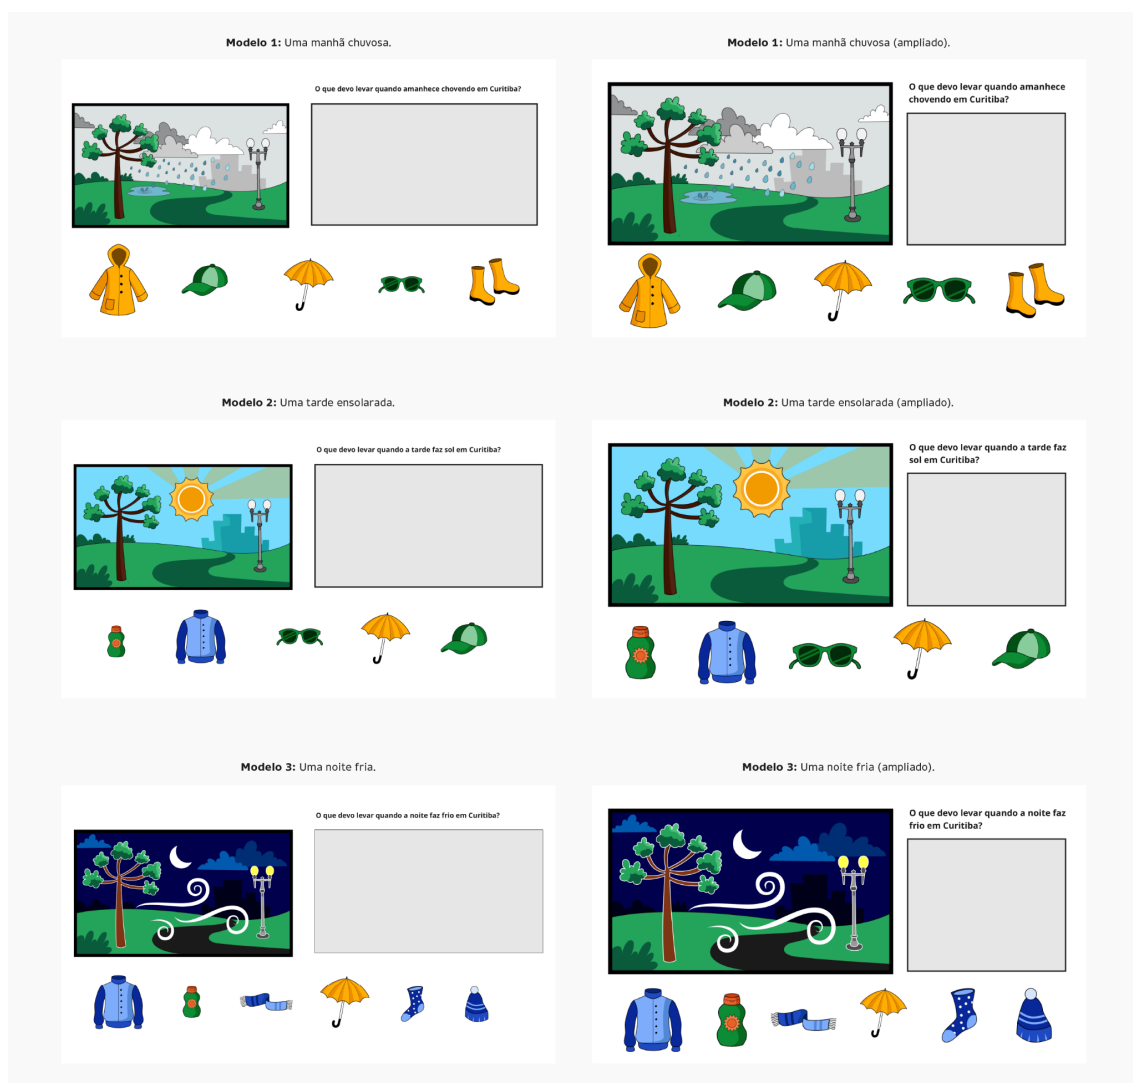 Modelo 1: Uma manhã chuvosa.
O que devo levar quando amanhece chovendo em Curitiba?
Modelo 1: Uma manhã chuvosa (ampliado).
O que devo levar quando amanhece
chovendo em Curitiba?
Modelo 2: Uma tarde ensolarada.
O que devo levar quando a tarde faz sol em Curitiba?
Modelo 2: Uma tarde ensolarada (ampliado).
O que devo levar quando a tarde faz
sol em Curitiba?
Modelo 3: Uma noite fria.
O que devo levar quando a noite faz frio em Curitiba?
Modelo 3: Uma noite fria (ampliado).
O que devo levar quando a noite faz
frio em Curitiba?